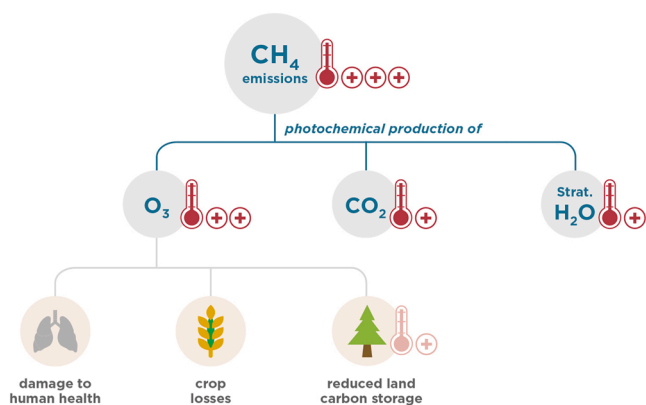 CH₄
emissions
photochemical production of
O₃
CO₂
Strat.
H₂O
damage to
human health
crop
losses
reduced land
carbon storage